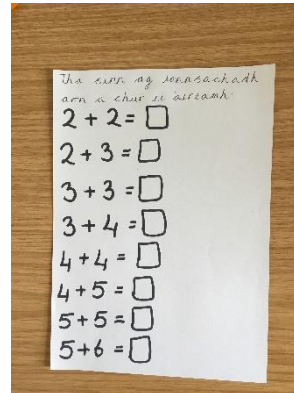 Tha sinn ag ionnsachadh
ann a chur ri àireamh.
2 + 2 = □
2 + 3 = □
3 + 3 = □
3 + 4 = □
4 + 4 = □
4 + 5 = □
5 + 5 = □
5 + 6 = □